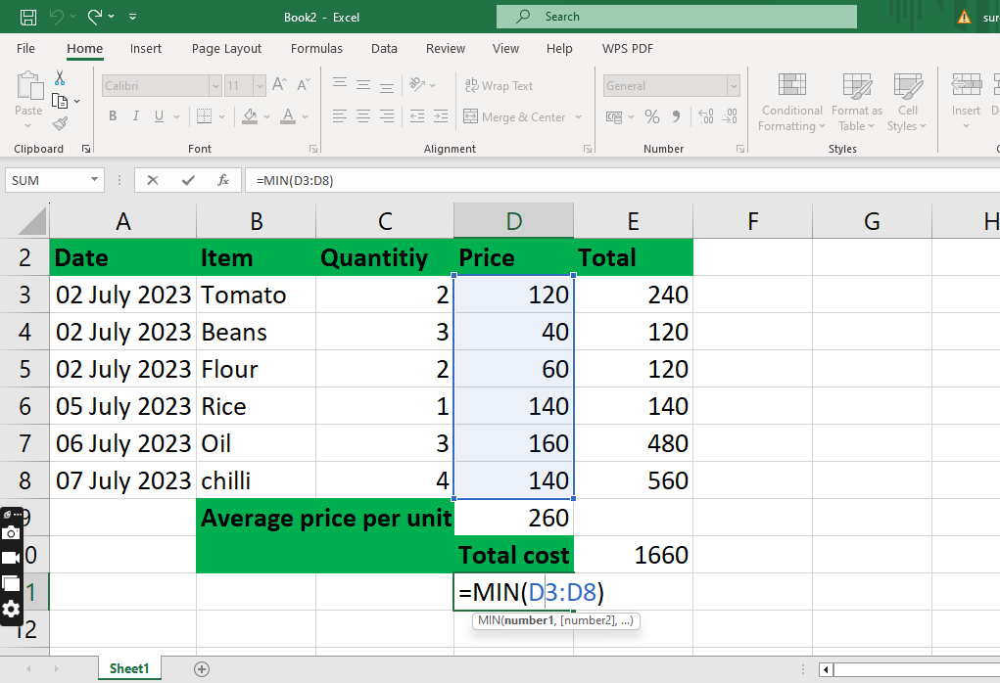 Book2 - Excel
Search
sur
File Home Insert Page Layout Formulas Data Review View Help WPS PDF
Calibri 11 A A Wrap Text General
Paste Conditional Format as Cell Insert D
B I U A Merge & Center % Formatting Table Styles
Clipboard Font Alignment Number Styles C
SUM fx =MIN(D3:D8)
A B C D E F G H
2 Date Item Quantitiy Price Total
3 02 July 2023 Tomato 2 120 240
4 02 July 2023 Beans 3 40 120
5 02 July 2023 Flour 2 60 120
6 05 July 2023 Rice 1 140 140
7 06 July 2023 Oil 3 160 480
8 07 July 2023 chilli 4 140 560
9 Average price per unit 260
0 Total cost 1660
1 =MIN(D3:D8)
12 MIN(number1, [number2], ...)
Sheet1